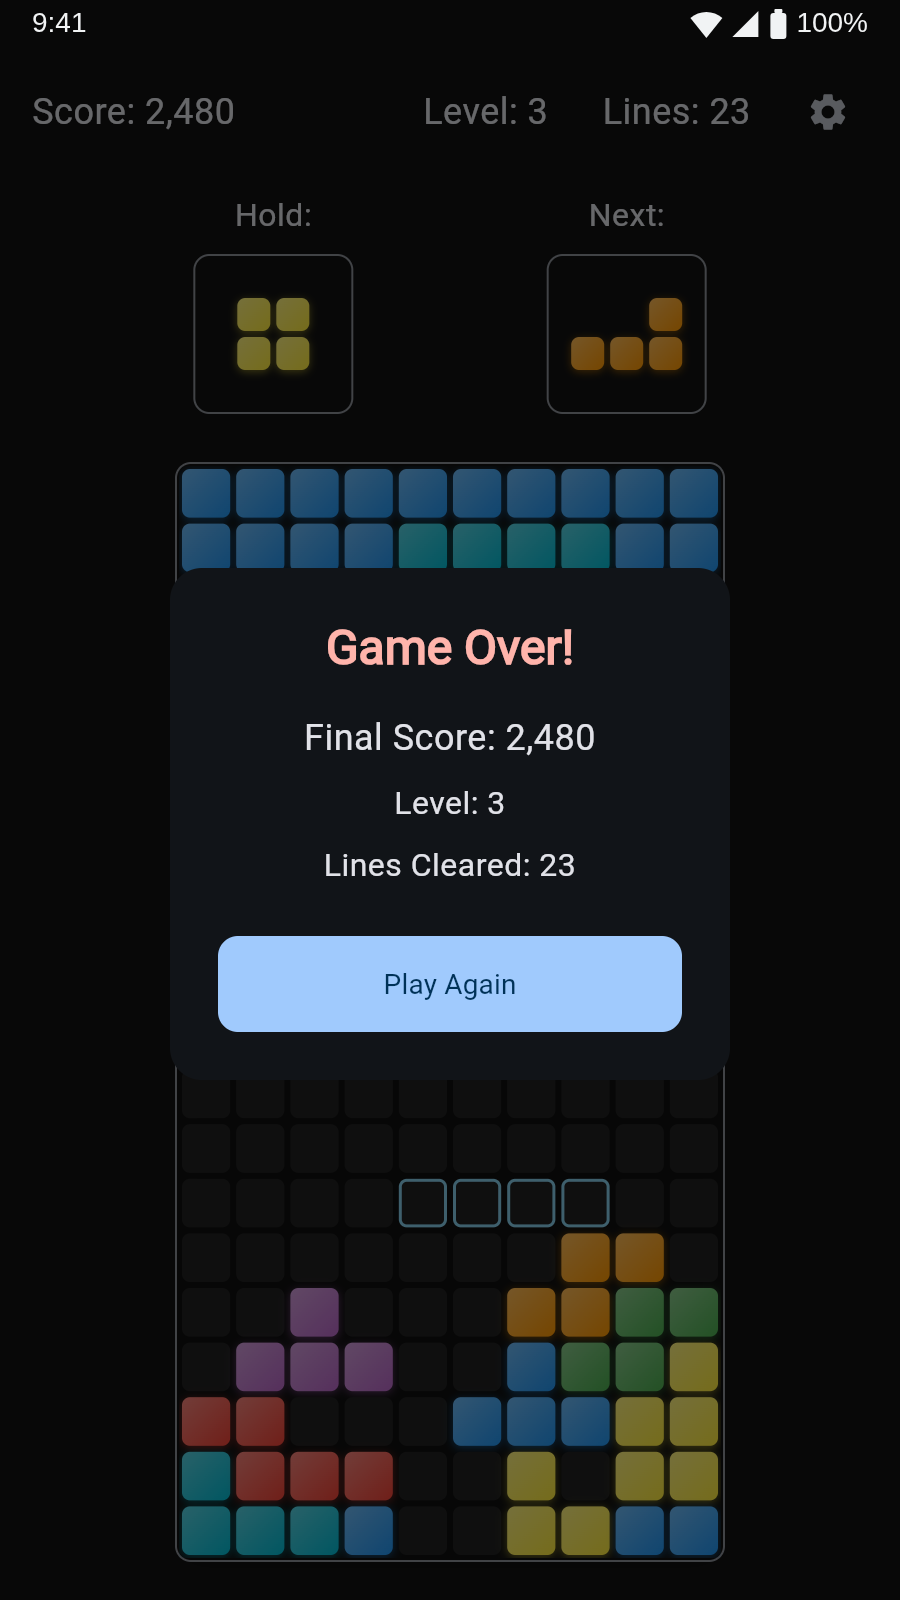 9:41 100%
Score: 2,480 Level: 3 Lines: 23
Hold: Next:
Game Over!
Final Score: 2,480
Level: 3
Lines Cleared: 23
Play Again